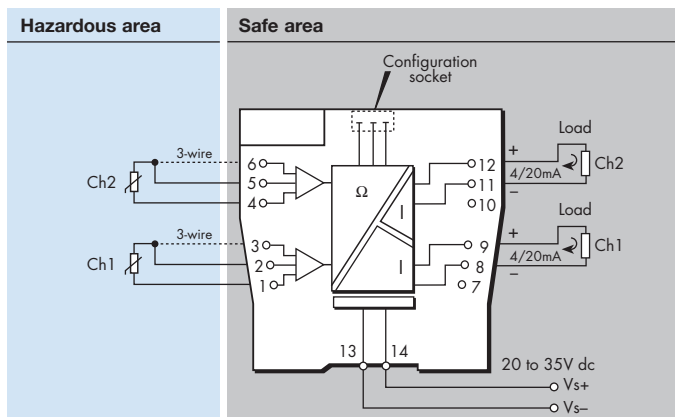 Hazardous area
Safe area
Configuration
socket
Load
3-wire
6
12
+
Ch2
5
Ω
11
4/20mA
Ch2
4
I
10
–
Load
3-wire
3
9
+
Ch1
2
I
8
4/20mA
Ch1
1
7
–
13
14
20 to 35V dc
Vs+
Vs–